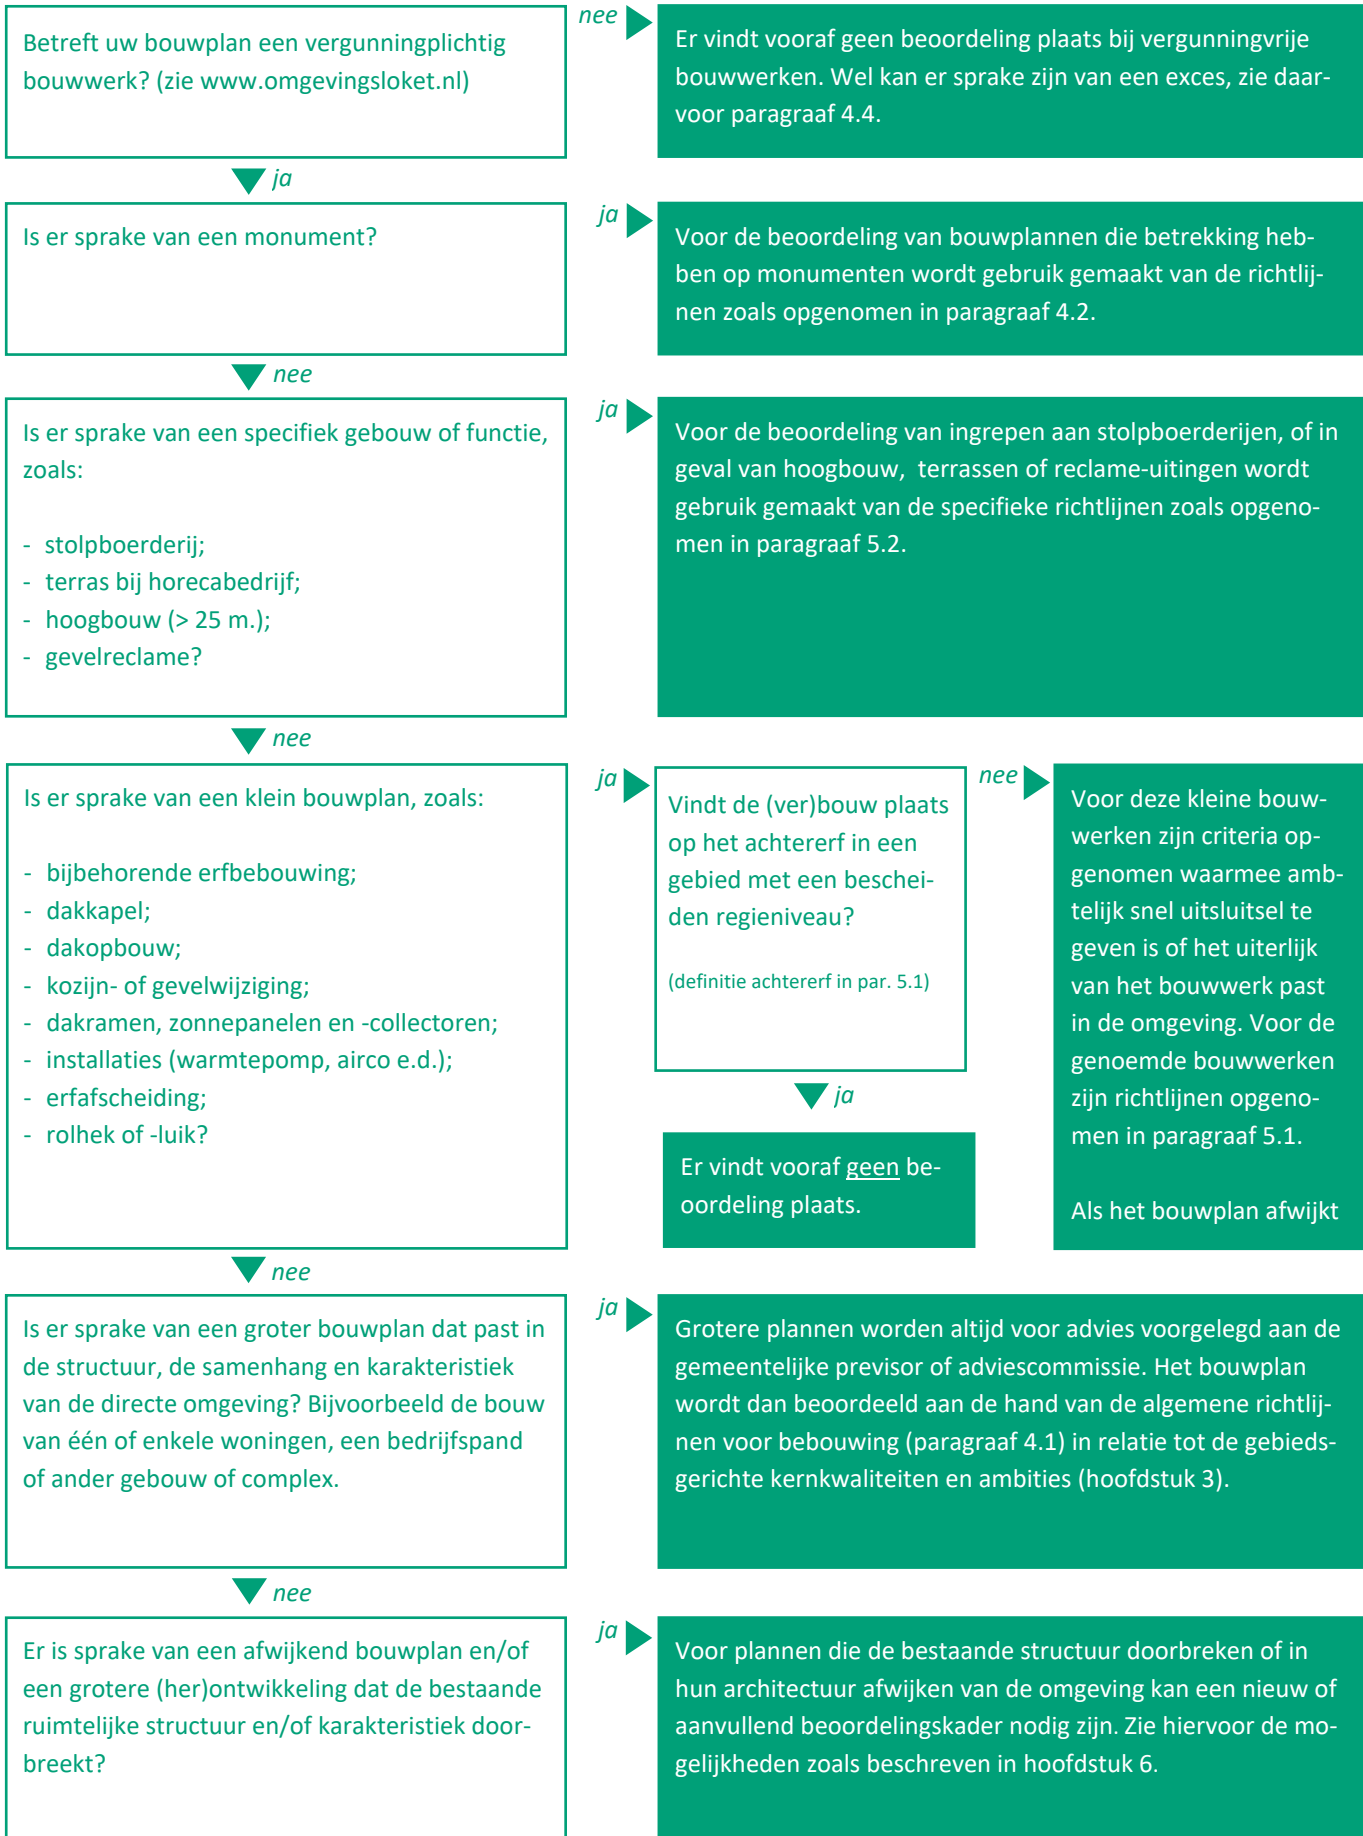 Betreft uw bouwplan een vergunningplichtig
bouwwerk? (zie www.omgevingsloket.nl)
nee
Er vindt vooraf geen beoordeling plaats bij vergunningvrije
bouwwerken. Wel kan er sprake zijn van een exces, zie daar-
voor paragraaf 4.4.
ja
Is er sprake van een monument?
ja
Voor de beoordeling van bouwplannen die betrekking heb-
ben op monumenten wordt gebruik gemaakt van de richtlij-
nen zoals opgenomen in paragraaf 4.2.
nee
Is er sprake van een specifiek gebouw of functie,
zoals:
- stolpboerderij;
- terras bij horecabedrijf;
- hoogbouw (> 25 m.);
- gevelreclame?
ja
Voor de beoordeling van ingrepen aan stolpboerderijen, of in
geval van hoogbouw, terrassen of reclame-uitingen wordt
gebruik gemaakt van de specifieke richtlijnen zoals opgeno-
men in paragraaf 5.2.
nee
Is er sprake van een klein bouwplan, zoals:
- bijbehorende erfbebouwing;
- dakkapel;
- dakopbouw;
- kozijn- of gevelwijziging;
- dakramen, zonnepanelen en -collectoren;
- installaties (warmtepomp, airco e.d.);
- erfafscheiding;
- rolhek of -luik?
ja
Vindt de (ver)bouw plaats
op het achtererf in een
gebied met een beschei-
den regieniveau?
(definitie achtererf in par. 5.1)
ja
Er vindt vooraf geen be-
oordeling plaats.
nee
Voor deze kleine bouw-
werken zijn criteria op-
genomen waarmee amb-
telijk snel uitsluitsel te
geven is of het uiterlijk
van het bouwwerk past
in de omgeving. Voor de
genoemde bouwwerken
zijn richtlijnen opgeno-
men in paragraaf 5.1.
Als het bouwplan afwijkt
nee
Is er sprake van een groter bouwplan dat past in
de structuur, de samenhang en karakteristiek
van de directe omgeving? Bijvoorbeeld de bouw
van één of enkele woningen, een bedrijfspand
of ander gebouw of complex.
ja
Grotere plannen worden altijd voor advies voorgelegd aan de
gemeentelijke previsor of adviescommissie. Het bouwplan
wordt dan beoordeeld aan de hand van de algemene richtlij-
nen voor bebouwing (paragraaf 4.1) in relatie tot de gebieds-
gerichte kernkwaliteiten en ambities (hoofdstuk 3).
nee
Er is sprake van een afwijkend bouwplan en/of
een grotere (her)ontwikkeling dat de bestaande
ruimtelijke structuur en/of karakteristiek door-
breekt?
ja
Voor plannen die de bestaande structuur doorbreken of in
hun architectuur afwijken van de omgeving kan een nieuw of
aanvullend beoordelingskader nodig zijn. Zie hiervoor de mo-
gelijkheden zoals beschreven in hoofdstuk 6.